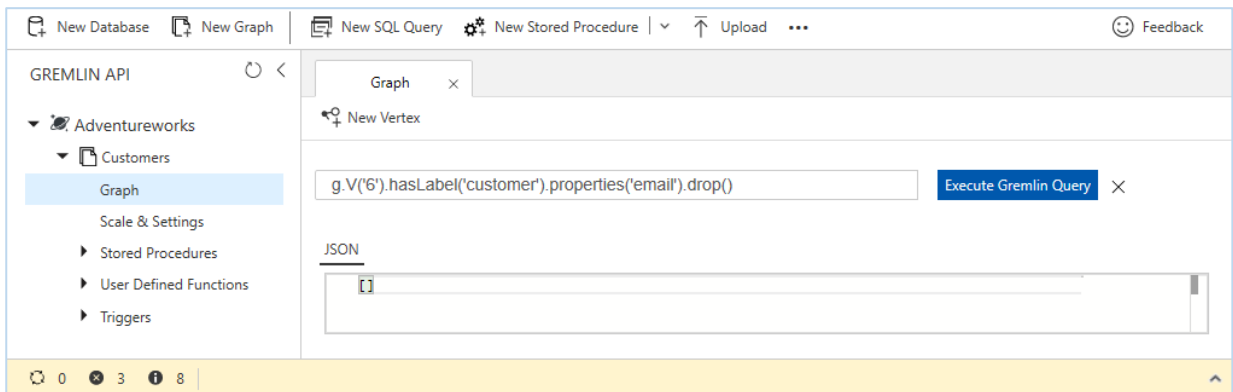 New Database New Graph New SQL Query New Stored Procedure Upload ••• Feedback
GREMLIN API
Graph
New Vertex
Adventureworks
Customers
Graph
Scale & Settings
Stored Procedures
User Defined Functions
Triggers
g.V('6').hasLabel('customer').properties('email').drop()
Execute Gremlin Query
JSON
[]
0 3 8